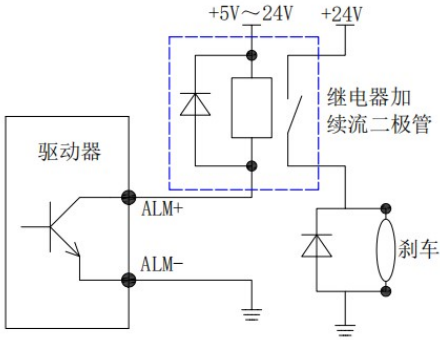 +5V～24V
+24V
继电器加
续流二极管
驱动器
ALM+
ALM-
刹车